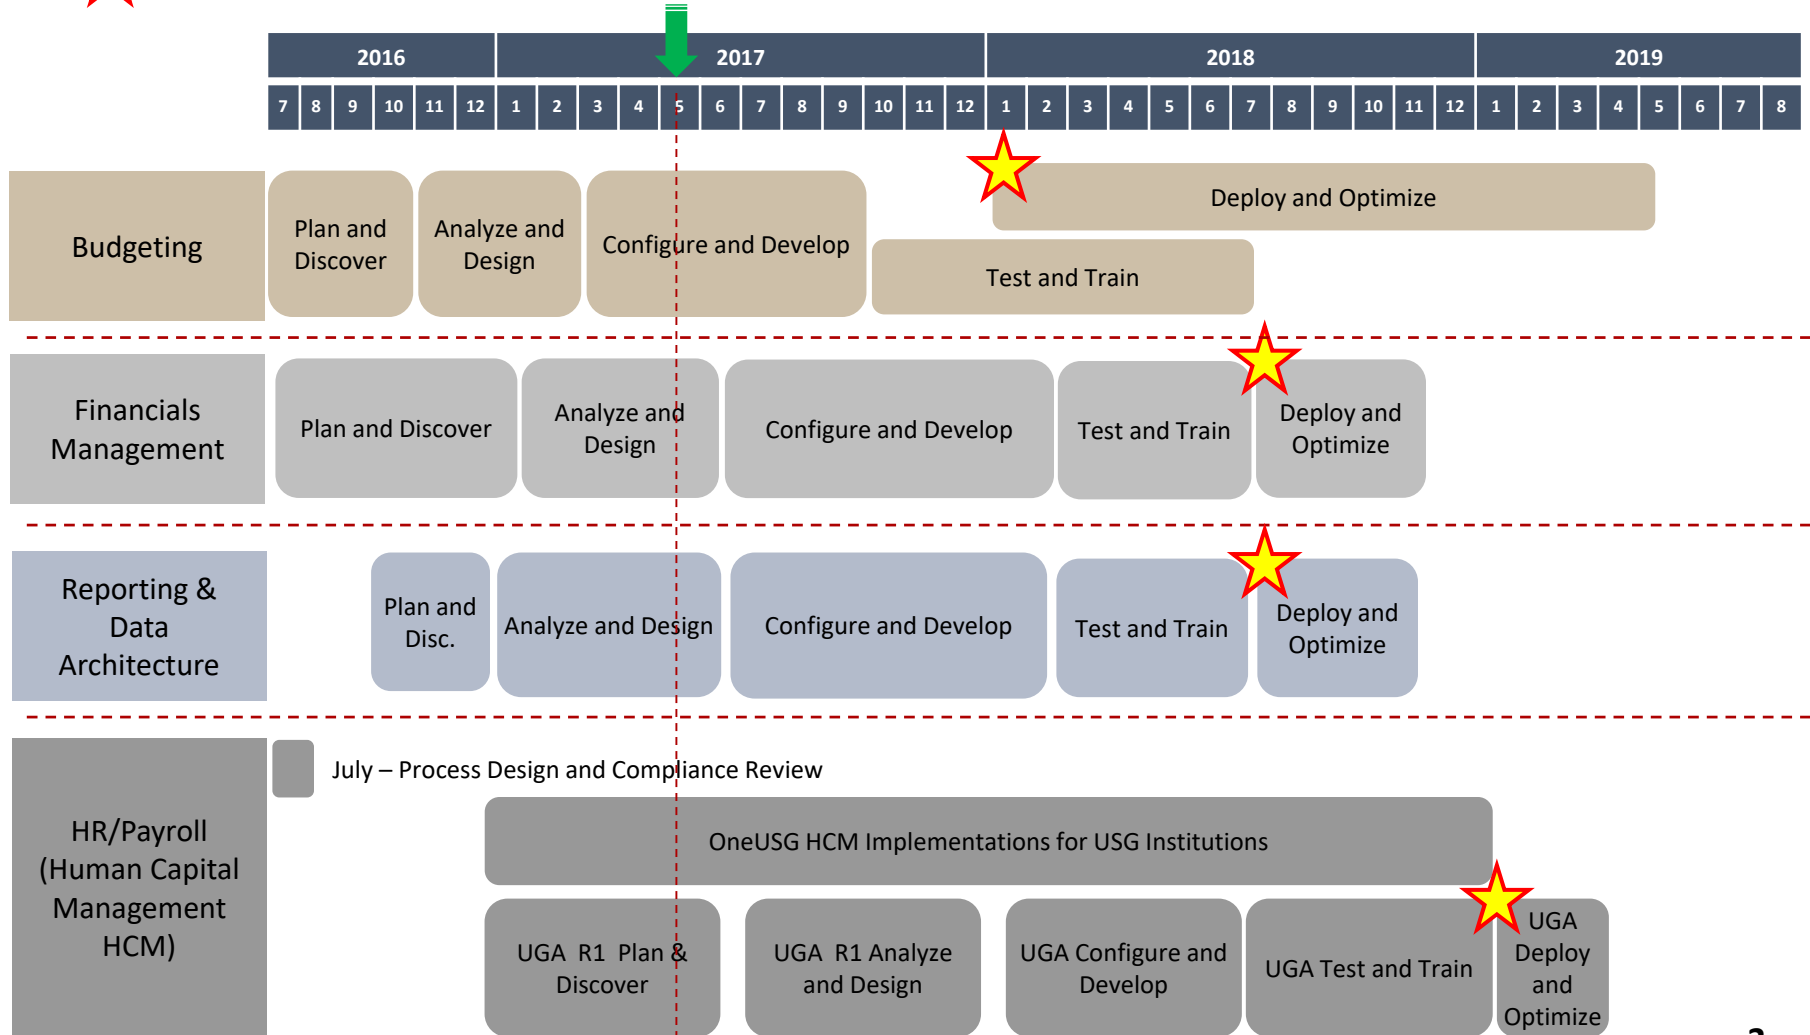 2016 2017 2018 2019
7 8 9 10 11 12 1 2 3 4 5 6 7 8 9 10 11 12 1 2 3 4 5 6 7 8 9 10 11 12 1 2 3 4 5 6 7 8
Budgeting
Plan and
Discover
Analyze and
Design
Configure and Develop
Deploy and Optimize
Test and Train
Financials
Management
Plan and Discover
Analyze and
Design
Configure and Develop
Test and Train
Deploy and
Optimize
Reporting &
Data
Architecture
Plan and
Disc.
Analyze and Design
Configure and Develop
Test and Train
Deploy and
Optimize
HR/Payroll
(Human Capital
Management
HCM)
July – Process Design and Compliance Review
OneUSG HCM Implementations for USG Institutions
UGA R1 Plan &
Discover
UGA R1 Analyze
and Design
UGA Configure and
Develop
UGA Test and Train
UGA
Deploy
and
Optimize